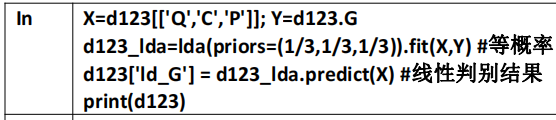 In
X=d123[['Q','C','P']]; Y=d123.G
d123_lda=lda(priors=(1/3,1/3,1/3)).fit(X,Y) #等概率
d123['ld_G'] = d123_lda.predict(X) #线性判别结果
print(d123)